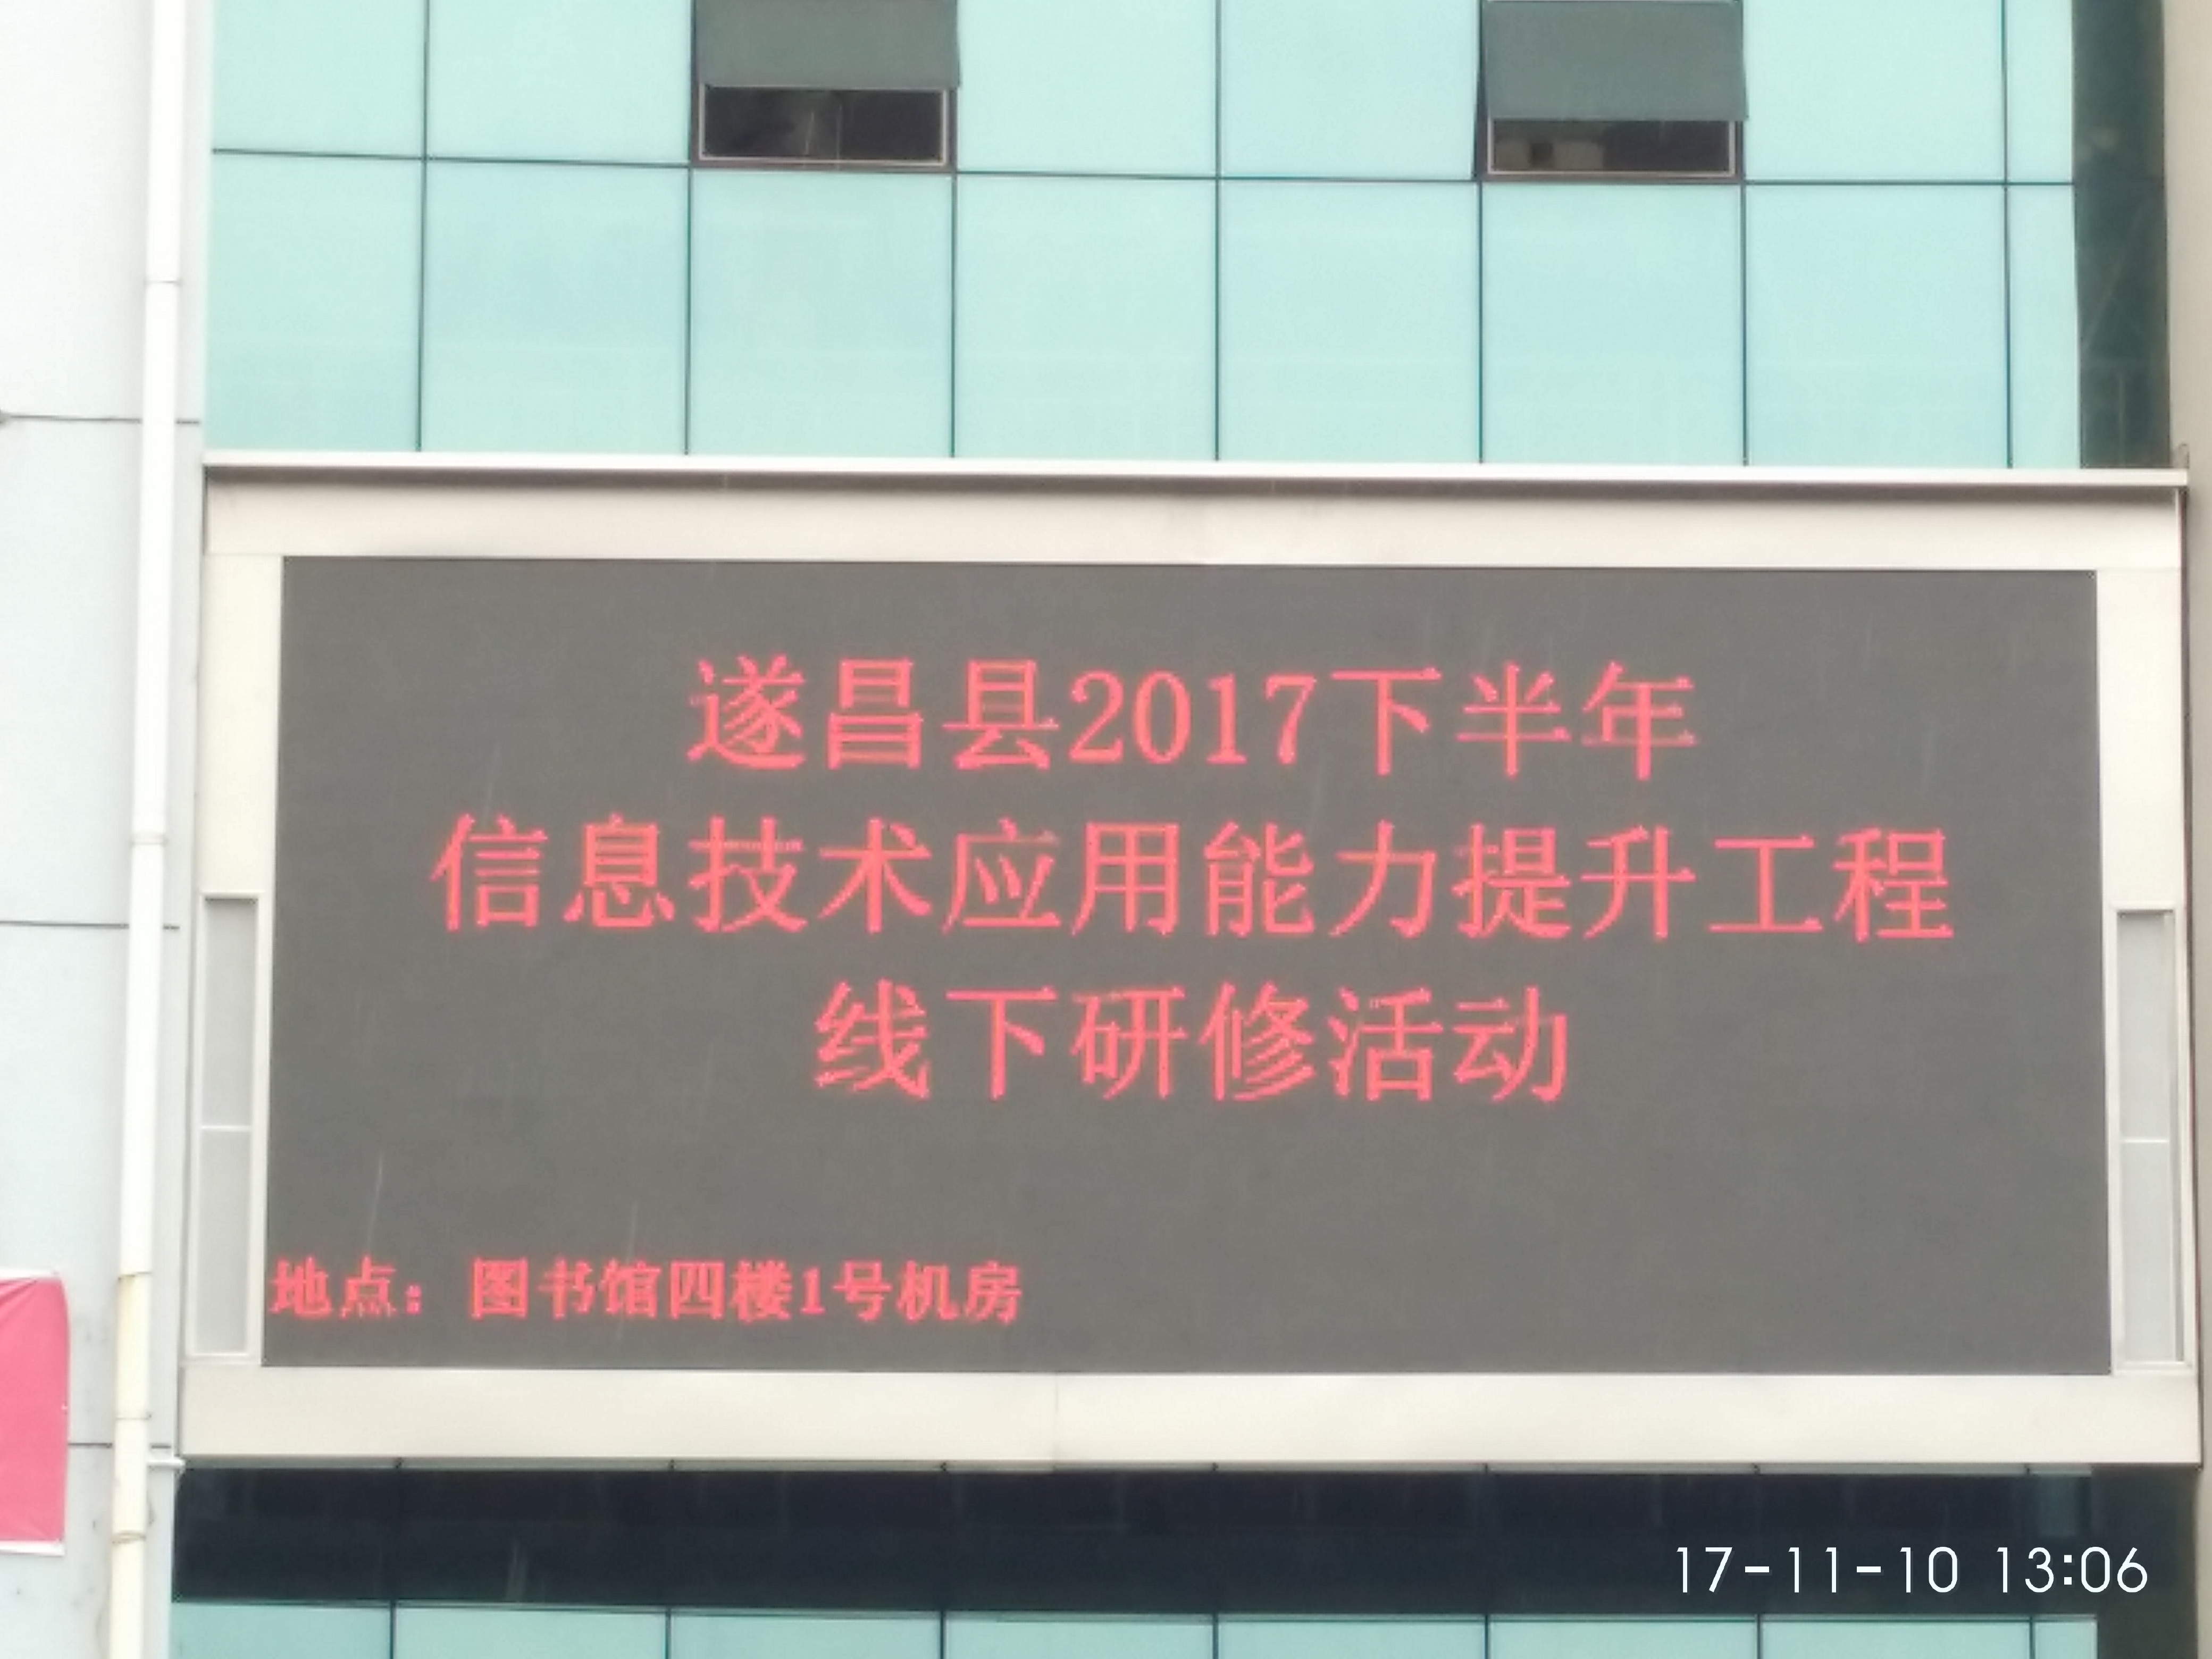 遂昌县2017下半年
信息技术应用能力提升工程
线下研修活动
地点：图书馆四楼1号机房
17-11-10 13:06